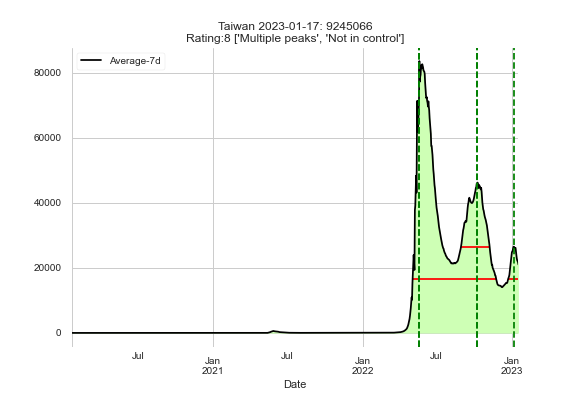 Taiwan 2023-01-17: 9245066
Rating:8 ['Multiple peaks', 'Not in control']
Average-7d
80000
60000
40000
20000
0
Jul
Jan
2021
Jul
Jan
2022
Jul
Jan
2023
Date